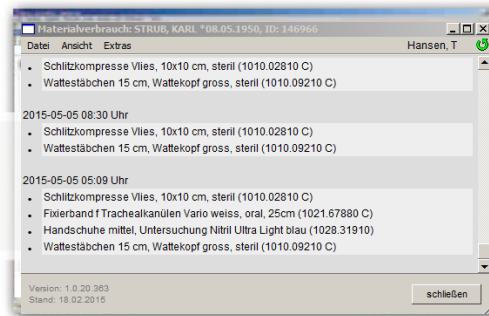 Materialverbrauch: STRUB, KARL *08.05.1950, ID: 146966
Datei Ansicht Extras Hansen, T
Schlitzkompresse Vlies, 10x10 cm, steril (1010.02810 C)
Wattestäbchen 15 cm, Wattekopf gross, steril (1010.09210 C)
2015-05-05 08:30 Uhr
Schlitzkompresse Vlies, 10x10 cm, steril (1010.02810 C)
Wattestäbchen 15 cm, Wattekopf gross, steril (1010.09210 C)
2015-05-05 05:09 Uhr
Schlitzkompresse Vlies, 10x10 cm, steril (1010.02810 C)
Fixierband f Trachealkanülen Vario weiss, oral, 25cm (1021.67880 C)
Handschuhe mittel, Untersuchung Nitril Ultra Light blau (1028.31910)
Wattestäbchen 15 cm, Wattekopf gross, steril (1010.09210 C)
Version: 1.0.20.363
Stand: 18.02.2015
schließen